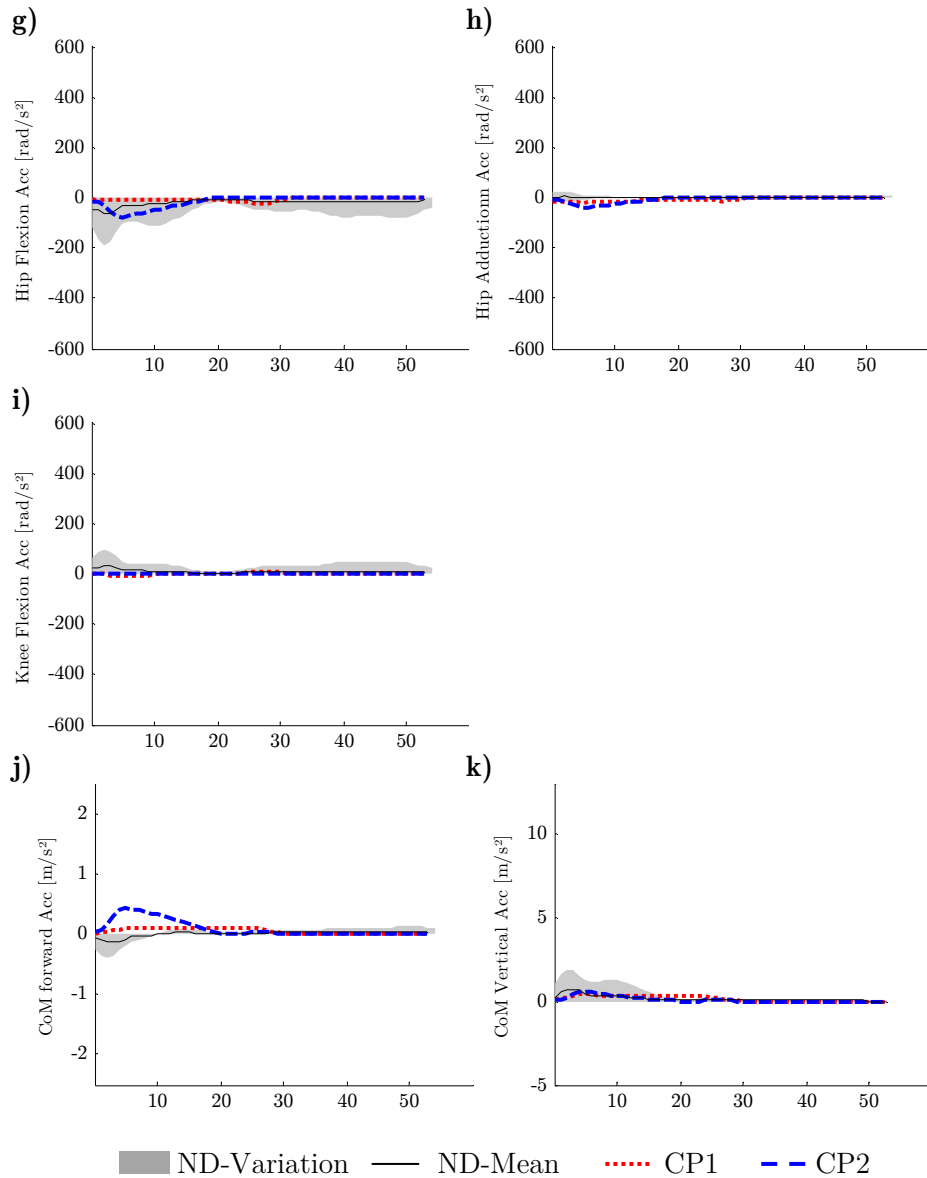 g)
Hip Flexion Acc [rad/s²]
600
400
200
0
-200
-400
-600
10 20 30 40 50
h)
Hip Adductionn Acc [rad/s²]
600
400
200
0
-200
-400
-600
10 20 30 40 50
i)
Knee Flexion Acc [rad/s²]
600
400
200
0
-200
-400
-600
10 20 30 40 50
j)
CoM forward Acc [m/s²]
2
1
0
-1
-2
10 20 30 40 50
k)
CoM Vertical Acc [m/s²]
10
5
0
-5
10 20 30 40 50
ND-Variation ND-Mean CP1 CP2